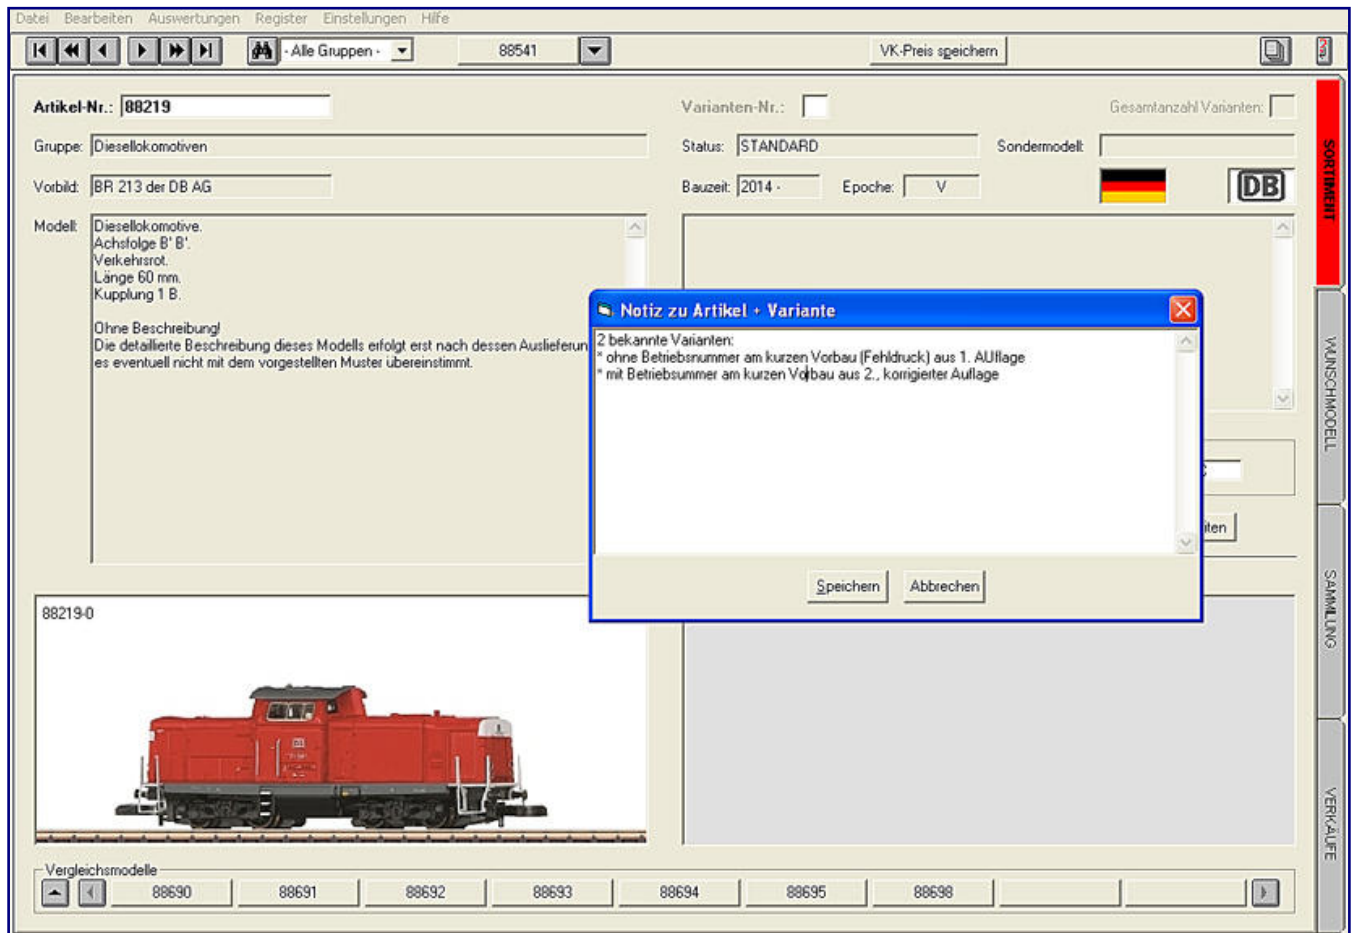 Datei Bearbeiten Auswertungen Register Einstellungen Hilfe
- Alle Gruppen - 88541 VK-Preis speichern
Artikel-Nr.: 88219 Varianten-Nr.: Gesamtanzahl Varianten:
Gruppe: Diesellokomotiven Status: STANDARD Sondermodell:
Vorbild: BR 213 der DB AG Bauzeit: 2014 - Epoche: V DB
Modell: Diesellokomotive.
Achsfolge B' B'.
Verkehrsrot.
Länge 60 mm.
Kupplung 1 B.
Ohne Beschreibung!
Die detaillierte Beschreibung dieses Modells erfolgt erst nach dessen Auslieferun
es eventuell nicht mit dem vorgestellten Muster übereinstimmt.
Notiz zu Artikel + Variante
2 bekannte Varianten:
* ohne Betriebsnummer am kurzen Vorbau (Fehldruck) aus 1. AUflage
* mit Betriebsummer am kurzen Vorbau aus 2., korrigierter Auflage
Speichern Abbrechen
iten
88219-0
Vergleichsmodelle
88690 88691 88692 88693 88694 88695 88698
SORTIMENT
WUNSCHMODELL
SAMMLUNG
VERKÄUFE